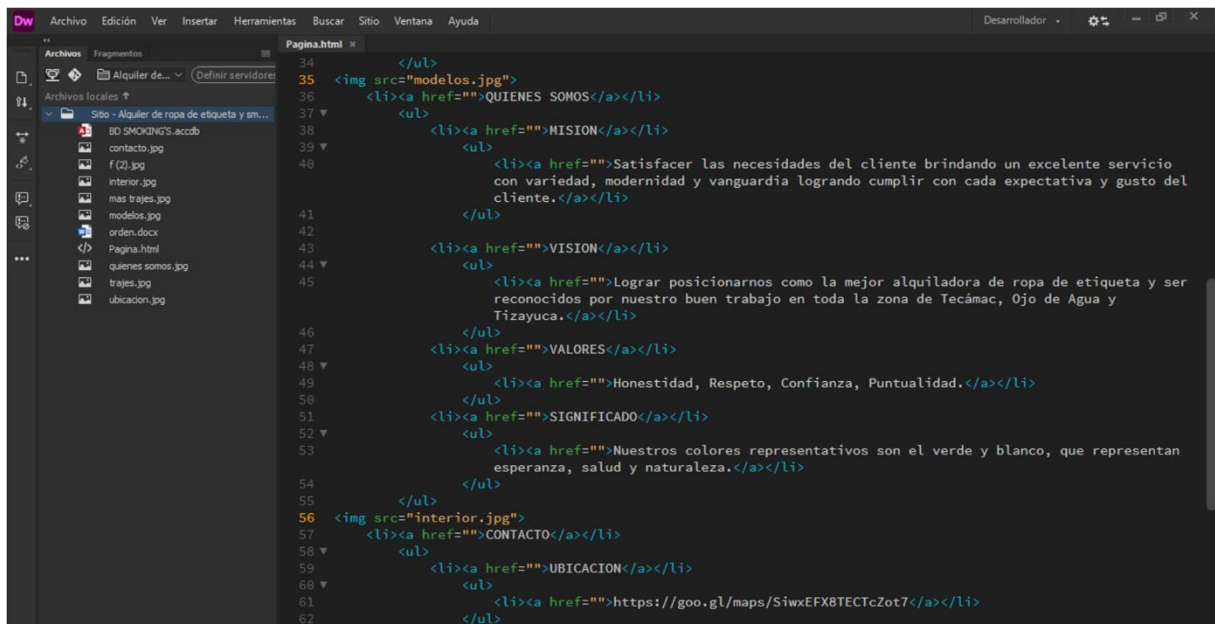 Dw Archivo Edición Ver Insertar Herramientas Buscar Sitio Ventana Ayuda Desarrollador
Archivos Fragmentos
Alquiler de... Definir servidores
Archivos locales
Sitio - Alquiler de ropa de etiqueta y sm...
BD SMOKING'S.accdb
contacto.jpg
f (2).jpg
interior.jpg
mas trajes.jpg
modelos.jpg
orden.docx
Pagina.html
quienes somos.jpg
trajes.jpg
ubicacion.jpg
Pagina.html ×
34 </ul>
35 <img src="modelos.jpg">
36 <li><a href="">QUIENES SOMOS</a></li>
37 <ul>
38 <li><a href="">MISION</a></li>
39 <ul>
40 <li><a href="">Satisfacer las necesidades del cliente brindando un excelente servicio
con variedad, modernidad y vanguardia logrando cumplir con cada expectativa y gusto del
cliente.</a></li>
41 </ul>
42
43 <li><a href="">VISION</a></li>
44 <ul>
45 <li><a href="">Lograr posicionarnos como la mejor alquiladora de ropa de etiqueta y ser
reconocidos por nuestro buen trabajo en toda la zona de Tecámac, Ojo de Agua y
Tizayuca.</a></li>
46 </ul>
47 <li><a href="">VALORES</a></li>
48 <ul>
49 <li><a href="">Honestidad, Respeto, Confianza, Puntualidad.</a></li>
50 </ul>
51 <li><a href="">SIGNIFICADO</a></li>
52 <ul>
53 <li><a href="">Nuestros colores representativos son el verde y blanco, que representan
esperanza, salud y naturaleza.</a></li>
54 </ul>
55 </ul>
56 <img src="interior.jpg">
57 <li><a href="">CONTACTO</a></li>
58 <ul>
59 <li><a href="">UBICACION</a></li>
60 <ul>
61 <li><a href="">https://goo.gl/maps/SiwxEFX8TECTcZot7</a></li>
62 </ul>